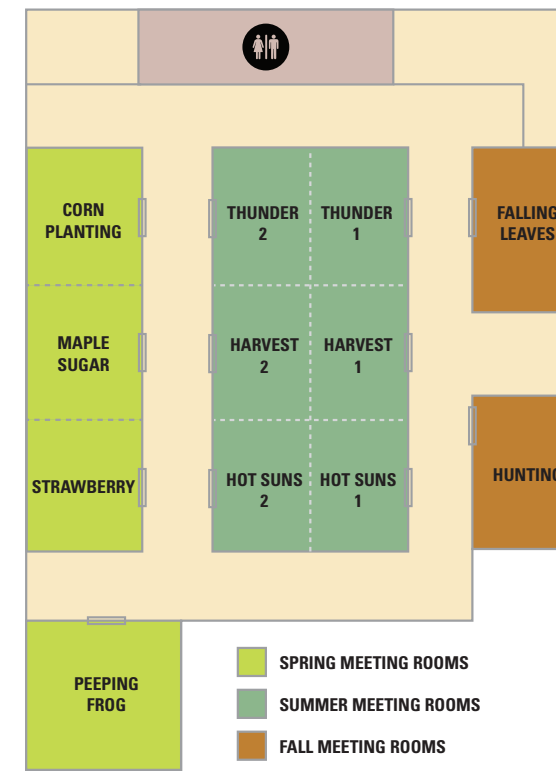 CORN
PLANTING
THUNDER
2
THUNDER
1
FALLING
LEAVES
MAPLE
SUGAR
HARVEST
2
HARVEST
1
STRAWBERRY
HOT SUNS
2
HOT SUNS
1
HUNTING
PEEPING
FROG
SPRING MEETING ROOMS
SUMMER MEETING ROOMS
FALL MEETING ROOMS